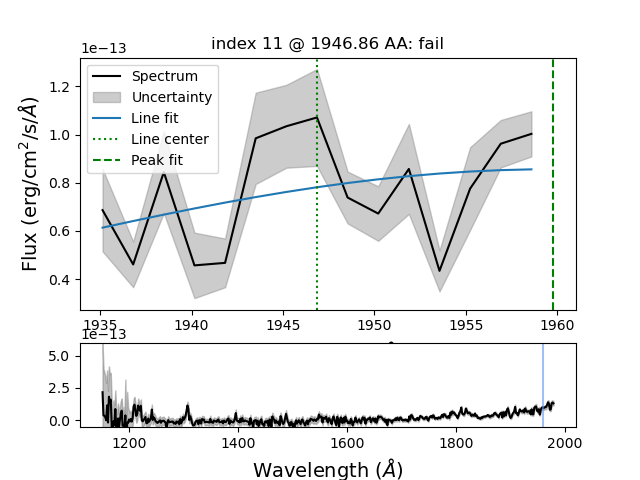 index 11 @ 1946.86 AA: fail
1e−13
Spectrum
Uncertainty
Line fit
Line center
Peak fit
Flux (erg/cm²/s/Å)
1.2
1.0
0.8
0.6
0.4
1935 1940 1945 1950 1955 1960
1e−13
5.0
2.5
0.0
1200 1400 1600 1800 2000
Wavelength (Å)